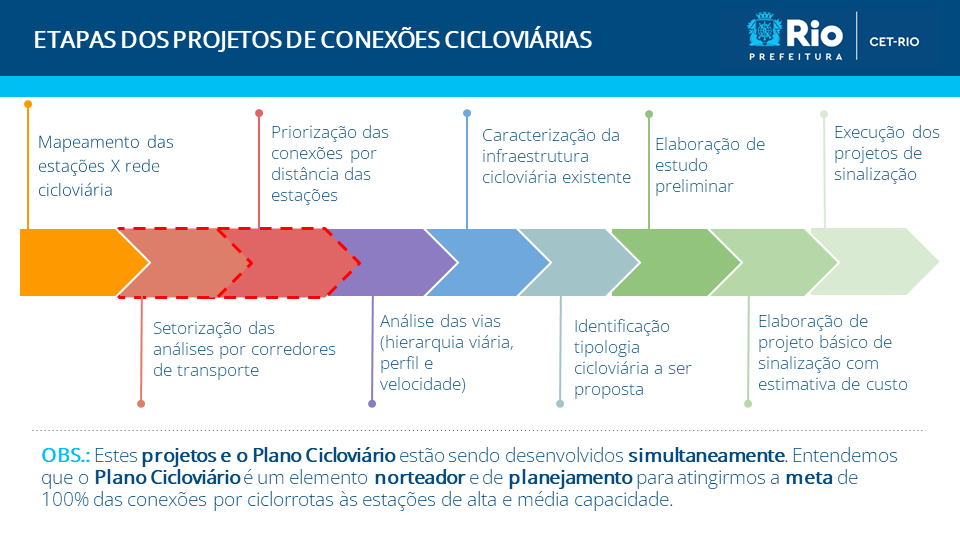 ETAPAS DOS PROJETOS DE CONEXÕES CICLOVIÁRIAS
Rio
PREFEITURA
CET-RIO
Mapeamento das
estações X rede
cicloviária
Priorização das
conexões por
distância das
estações
Caracterização da
infraestrutura
cicloviária existente
Elaboração de
estudo
preliminar
Execução dos
projetos de
sinalização
Setorização das
análises por corredores
de transporte
Análise das vias
(hierarquia viária,
perfil e
velocidade)
Identificação
tipologia
cicloviária a ser
proposta
Elaboração de
projeto básico de
sinalização com
estimativa de custo
OBS.: Estes projetos e o Plano Cicloviário estão sendo desenvolvidos simultaneamente. Entendemos
que o Plano Cicloviário é um elemento norteador e de planejamento para atingirmos a meta de
100% das conexões por ciclorrotas às estações de alta e média capacidade.